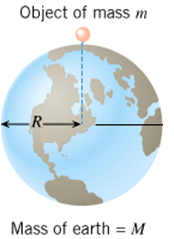 Object of mass m
R
Mass of earth = M